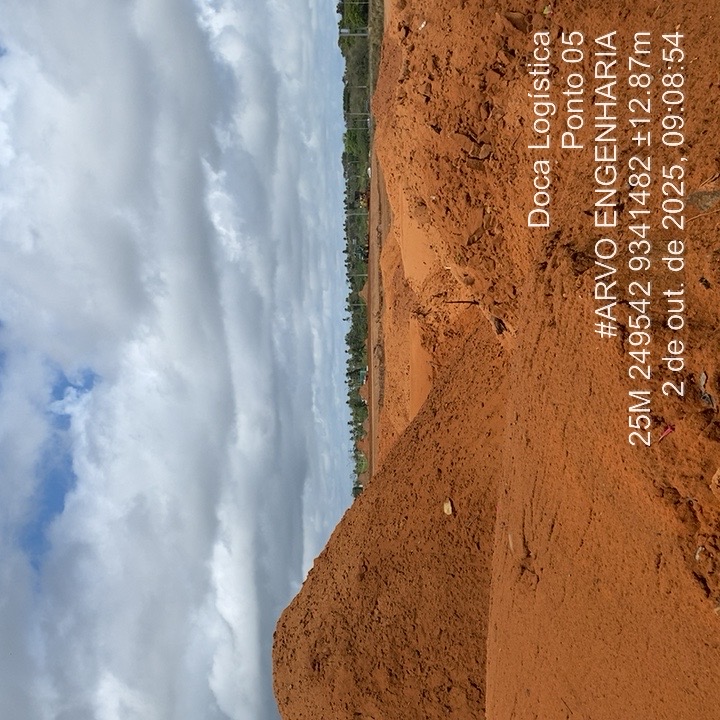 Doca Logística
Ponto 05
#ARVO ENGENHARIA
25M 249542 9341482 ±12.87m
2 de out. de 2025, 09:08:54